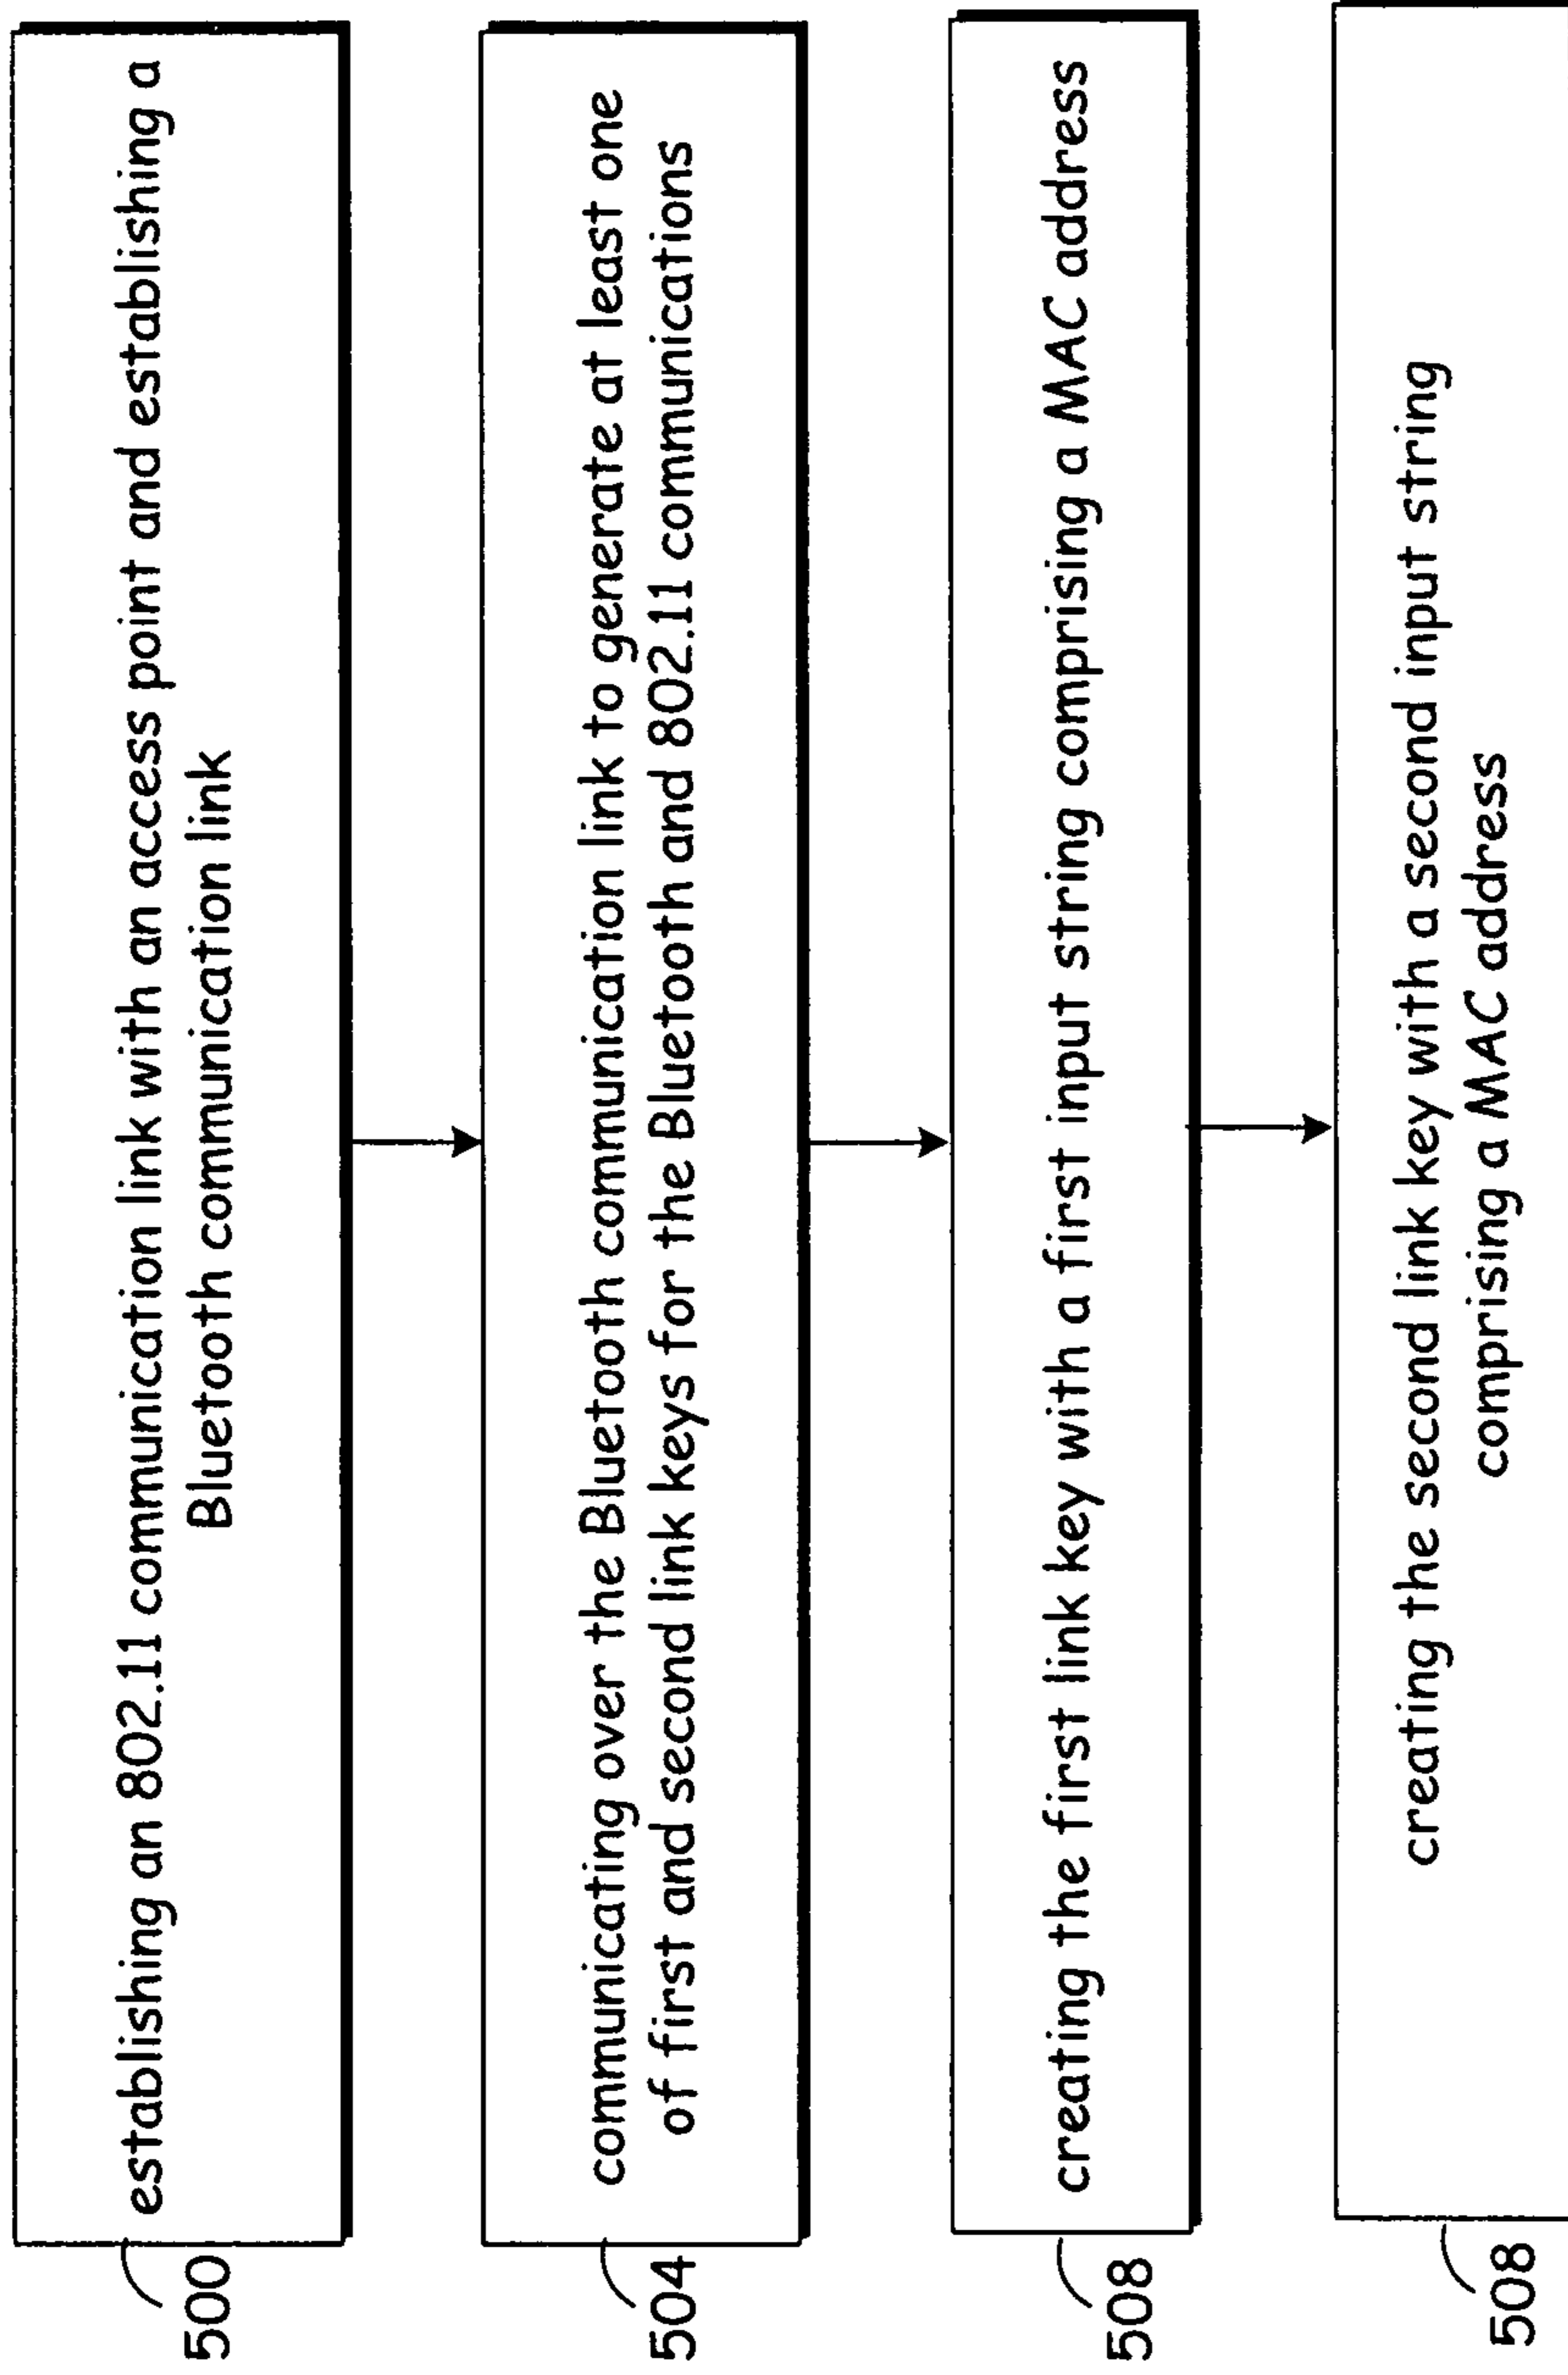 establishing an 802.11 communication link with an access point and establishing a
Bluetooth communication link
500
communicating over the Bluetooth communication link to generate at least one
of first and second link keys for the Bluetooth and 802.11 communications
504
creating the first link key with a first input string comprising a MAC address
508
creating the second link key with a second input string
comprising a MAC address
508